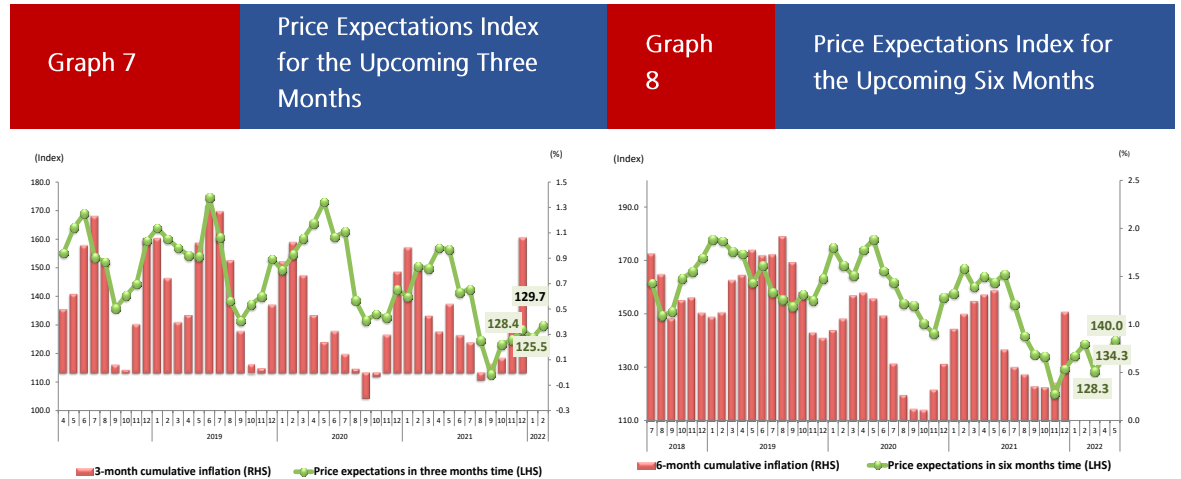 Graph 7
Price Expectations Index
for the Upcoming Three
Months
(Index)
(%)
180.0
170.0
160.0
150.0
140.0
130.0
120.0
110.0
100.0
1.5
1.3
1.1
0.9
0.7
0.5
0.3
0.1
-0.1
-0.3
129.7
128.4
125.5
4 5 6 7 8 9 10 11 12 1 2 3 4 5 6 7 8 9 10 11 12 1 2 3 4 5 6 7 8 9 10 11 12 1 2 3 4 5 6 7 8 9 10 11 12 1 2
2019 2020 2021 2022
3-month cumulative inflation (RHS) Price expectations in three months time (LHS)
Graph
8
Price Expectations Index for
the Upcoming Six Months
(Index)
(%)
190.0
170.0
150.0
130.0
110.0
2.5
2.0
1.5
1.0
0.5
0.0
140.0
134.3
128.3
7 8 9 10 11 12 1 2 3 4 5 6 7 8 9 10 11 12 1 2 3 4 5 6 7 8 9 10 11 12 1 2 3 4 5 6 7 8 9 10 11 12 1 2 3 4 5
2018 2019 2020 2021 2022
6-month cumulative inflation (RHS) Price expectations in six months time (LHS)